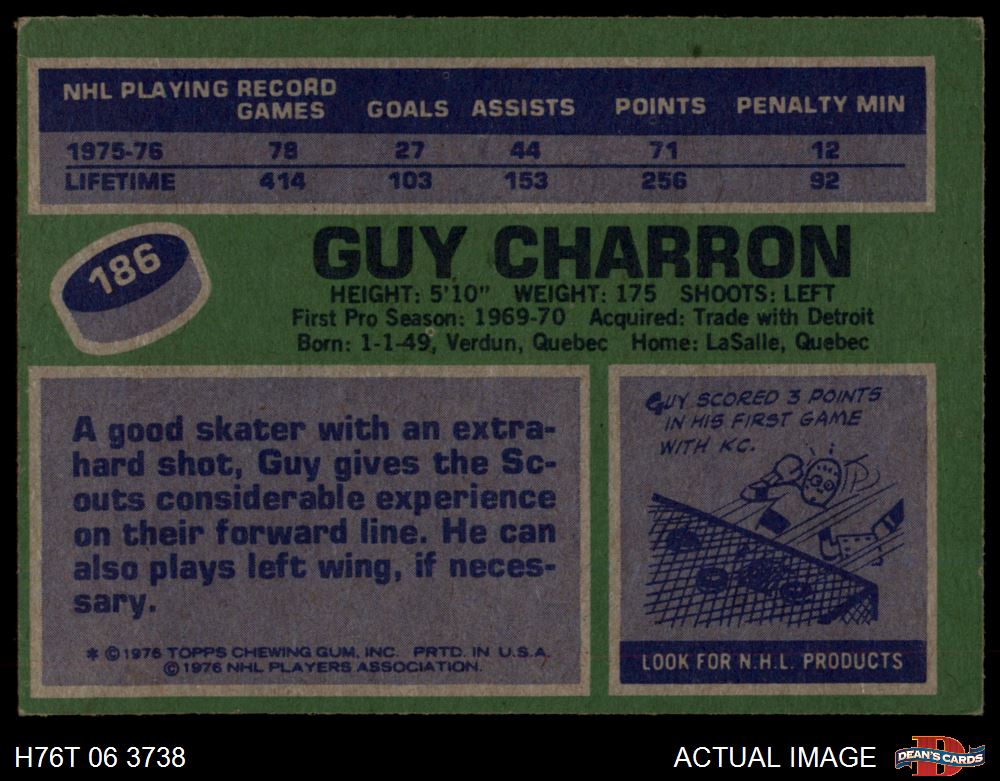 NHL PLAYING RECORD
GAMES GOALS ASSISTS POINTS PENALTY MIN
1975-76 78 27 44 71 12
LIFETIME 414 103 153 256 92
186
GUY CHARRON
HEIGHT: 5'10" WEIGHT: 175 SHOOTS: LEFT
First Pro Season: 1969-70 Acquired: Trade with Detroit
Born: 1-1-49, Verdun, Quebec Home: LaSalle, Quebec
A good skater with an extra-
hard shot, Guy gives the Sc-
outs considerable experience
on their forward line. He can
also plays left wing, if neces-
sary.
* © 1976 TOPPS CHEWING GUM, INC. PRTD. IN U.S.A.
© 1976 NHL PLAYERS ASSOCIATION.
GUY SCORED 3 POINTS
IN HIS FIRST GAME
WITH KC.
LOOK FOR N.H.L. PRODUCTS
H76T 06 3738
ACTUAL IMAGE
D
DEAN'S CARDS